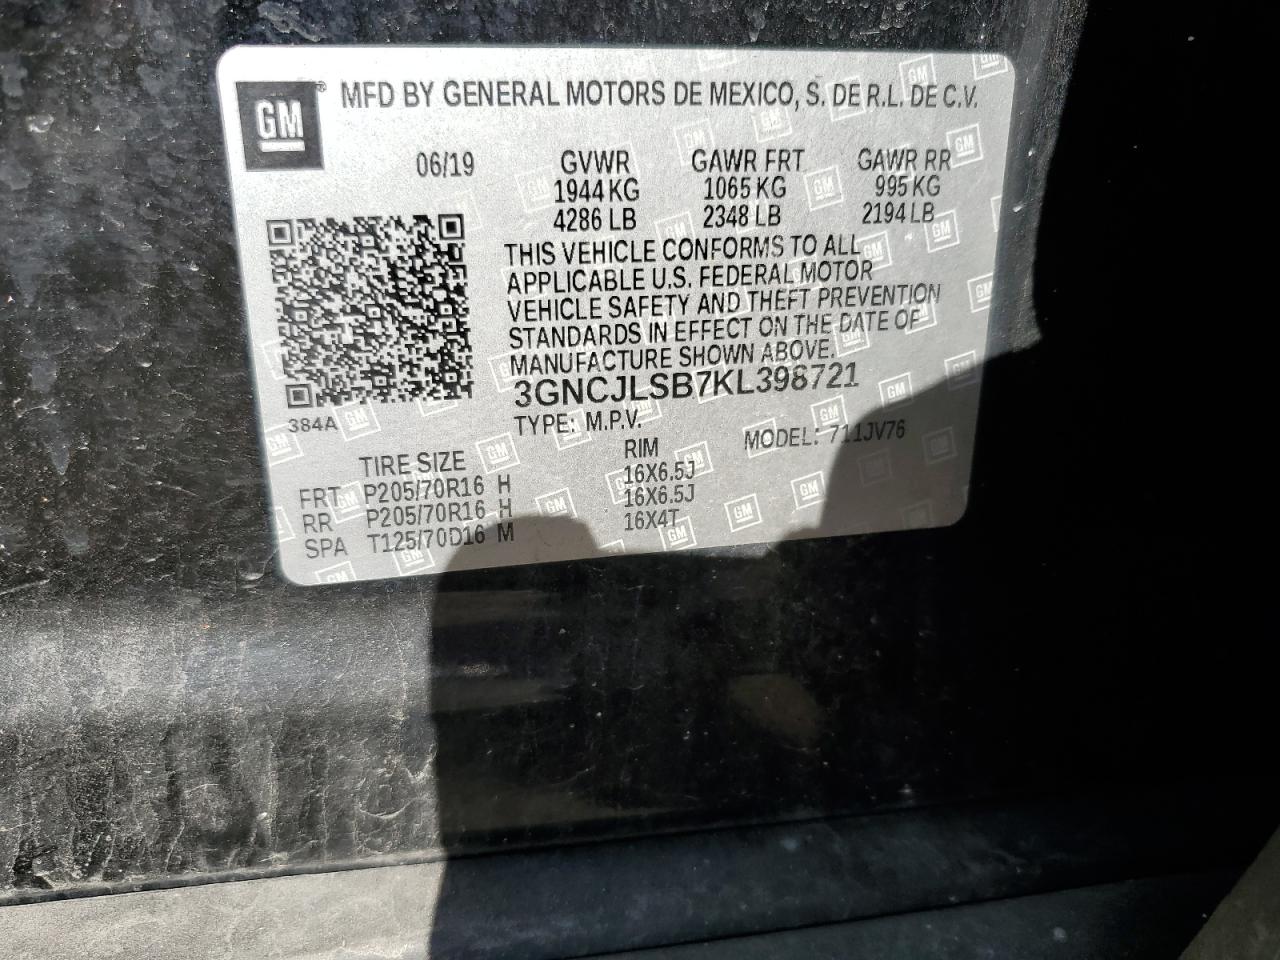 GM ® MFD BY GENERAL MOTORS DE MEXICO, S. DE R.L. DE C.V.
06/19 GVWR GAWR FRT GAWR RR
1944 KG 1065 KG 995 KG
4286 LB 2348 LB 2194 LB
THIS VEHICLE CONFORMS TO ALL
APPLICABLE U.S. FEDERAL MOTOR
VEHICLE SAFETY AND THEFT PREVENTION
STANDARDS IN EFFECT ON THE DATE OF
MANUFACTURE SHOWN ABOVE.
3GNCJLSB7KL398721
384A
TYPE: M.P.V. MODEL: 711JV76
TIRE SIZE RIM
FRT P205/70R16 H 16X6.5J
RR P205/70R16 H 16X6.5J
SPA T125/70D16 M 16X4T